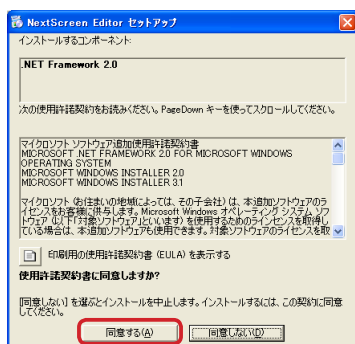 NextScreen Editor セットアップ
インストールするコンポーネント:
.NET Framework 2.0
次の使用許諾契約をお読みください。PageDown キーを使ってスクロールしてください。
マイクロソフト ソフトウェア追加使用許諾契約書
MICROSOFT .NET FRAMEWORK 2.0 FOR MICROSOFT WINDOWS
OPERATING SYSTEM
MICROSOFT WINDOWS INSTALLER 2.0
MICROSOFT WINDOWS INSTALLER 3.1
マイクロソフト (お住まいの地域によっては、その子会社) は、本追加ソフトウェアのラ
イセンスをお客様に供与します。Microsoft Windows オペレーティング システム ソフ
トウェア (以下「対象ソフトウェア」といいます) を使用するためのライセンスを取得し
ている場合は、本追加ソフトウェアも使用できます。対象ソフトウェアのライセンスを取
印刷用の使用許諾契約書 (EULA) を表示する
使用許諾契約書に同意しますか?
[同意しない] を選ぶとインストールを中止します。インストールするには、この契約に同意
してください。
同意する(A)
同意しない(D)